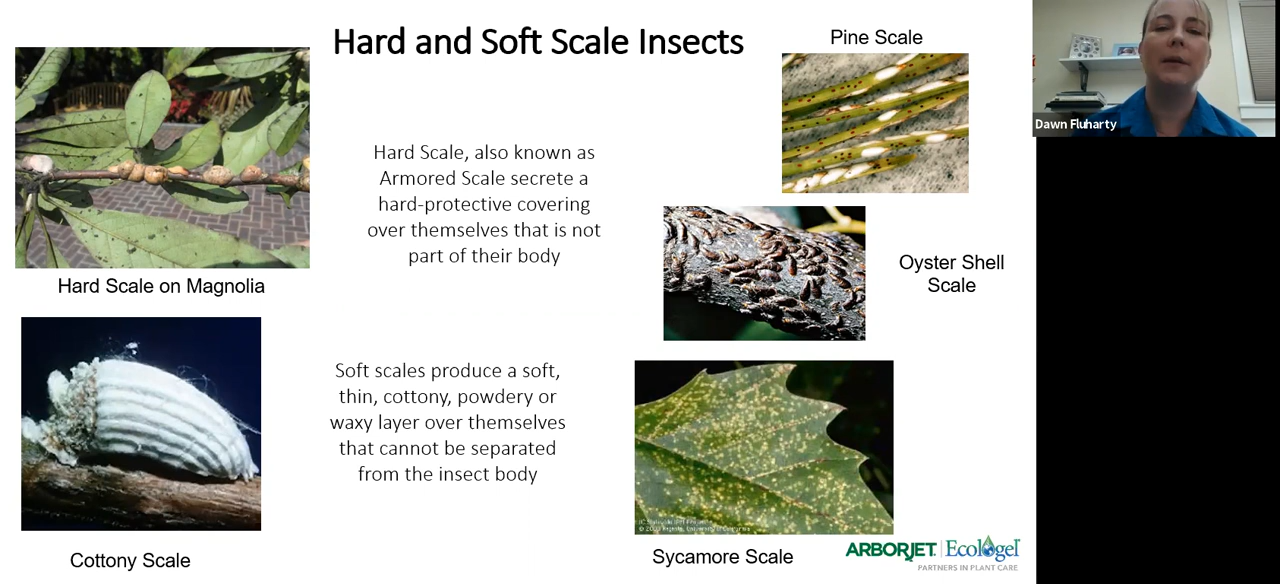 Hard and Soft Scale Insects
Pine Scale
Dawn Fluharty
Hard Scale, also known as
Armored Scale secrete a
hard-protective covering
over themselves that is not
part of their body
Hard Scale on Magnolia
Oyster Shell
Scale
Soft scales produce a soft,
thin, cottony, powdery or
waxy layer over themselves
that cannot be separated
from the insect body
Cottony Scale
Sycamore Scale
ARBORJET | Ecologel
PARTNERS IN PLANT CARE